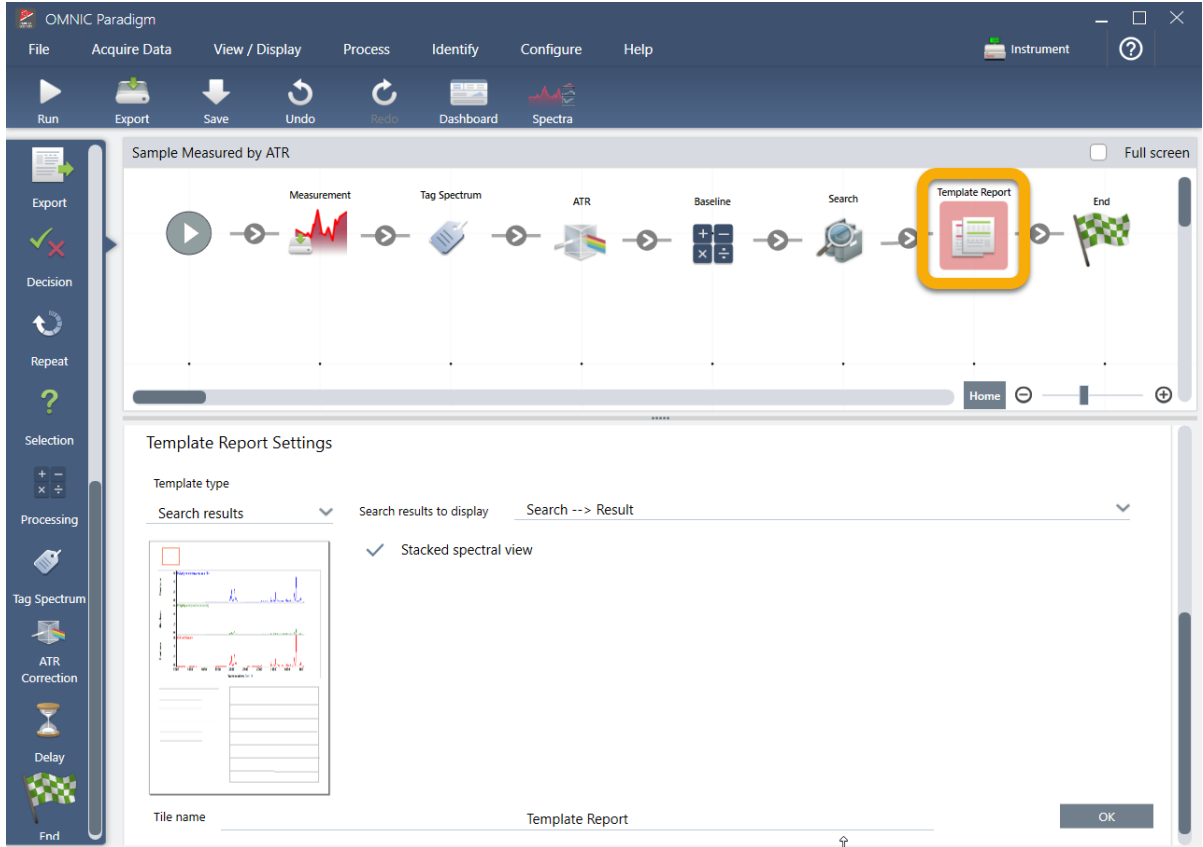 OMNIC Paradigm
File Acquire Data View / Display Process Identify Configure Help Instrument
Run Export Save Undo Redo Dashboard Spectra
Sample Measured by ATR Full screen
Export
Decision
Repeat
Selection
Processing
Tag Spectrum
ATR
Correction
Delay
End
Measurement Tag Spectrum ATR Baseline Search Template Report End
Home
Template Report Settings
Template type
Search results Search results to display Search --> Result
Stacked spectral view
Tile name Template Report OK